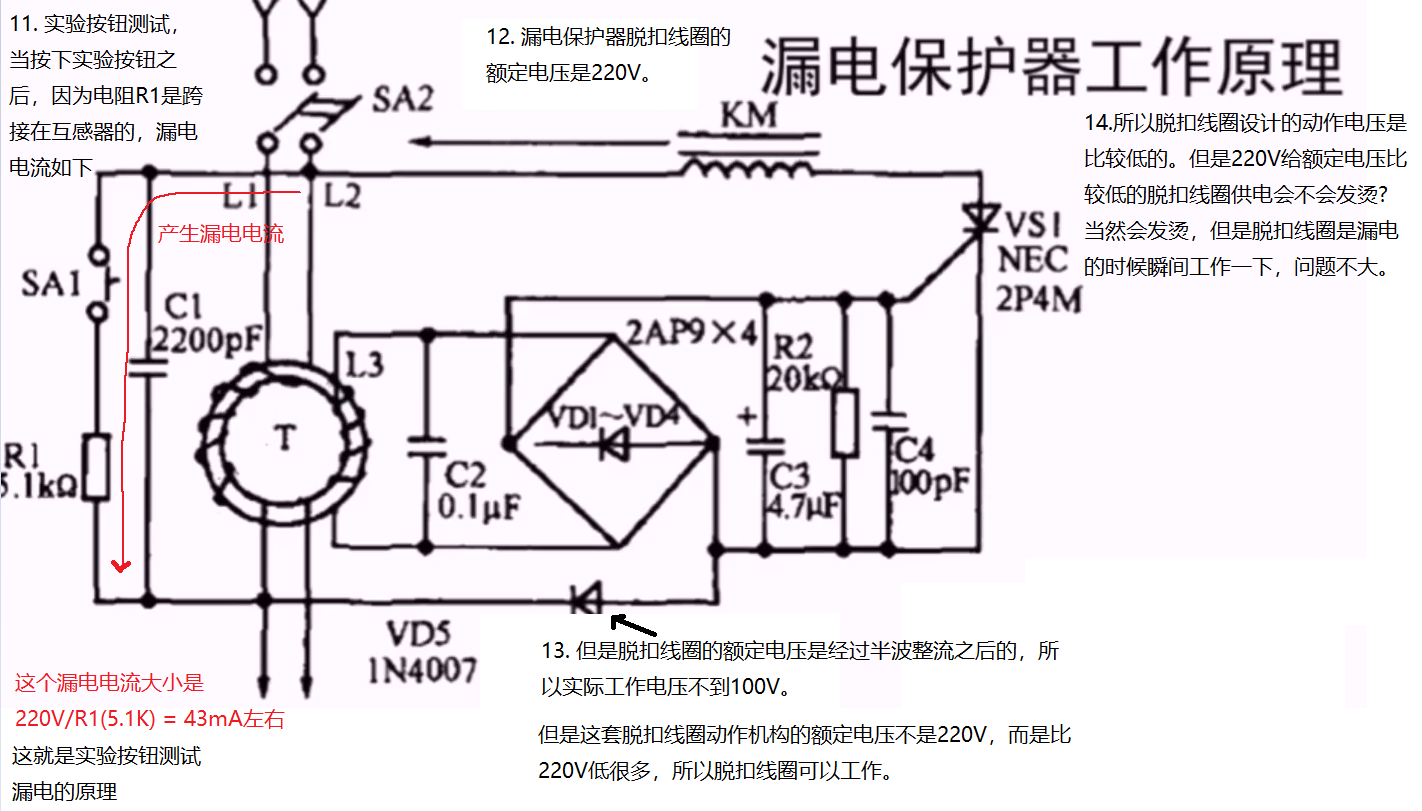 11. 实验按钮测试，
当按下实验按钮之
后，因为电阻R1是跨
接在互感器的，漏电
电流如下
12. 漏电保护器脱扣线圈的
额定电压是220V。
漏电保护器工作原理
SA2
KM
14.所以脱扣线圈设计的动作电压是
比较低的。但是220V给额定电压比
较低的脱扣线圈供电会不会发烫?
当然会发烫，但是脱扣线圈是漏电
的时候瞬间工作一下，问题不大。
L1
L2
产生漏电电流
VS1
NEC
2P4M
SA1
C1
2200pF
2AP9×4
L3
R2
20kΩ
VD1~VD4
T
+
R1
5.1kΩ
C2
0.1μF
C3
4.7μF
C4
100pF
VD5
1N4007
13. 但是脱扣线圈的额定电压是经过半波整流之后的，所
以实际工作电压不到100V。
但是这套脱扣线圈动作机构的额定电压不是220V，而是比
220V低很多，所以脱扣线圈可以工作。
这个漏电电流大小是
220V/R1(5.1K) = 43mA左右
这就是实验按钮测试
漏电的原理